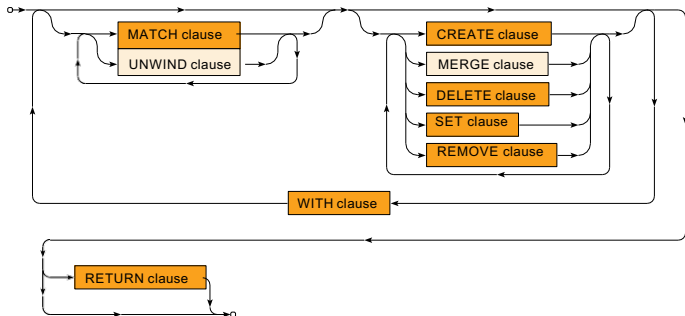 MATCH clause
UNWIND clause
CREATE clause
MERGE clause
DELETE clause
SET clause
REMOVE clause
WITH clause
RETURN clause